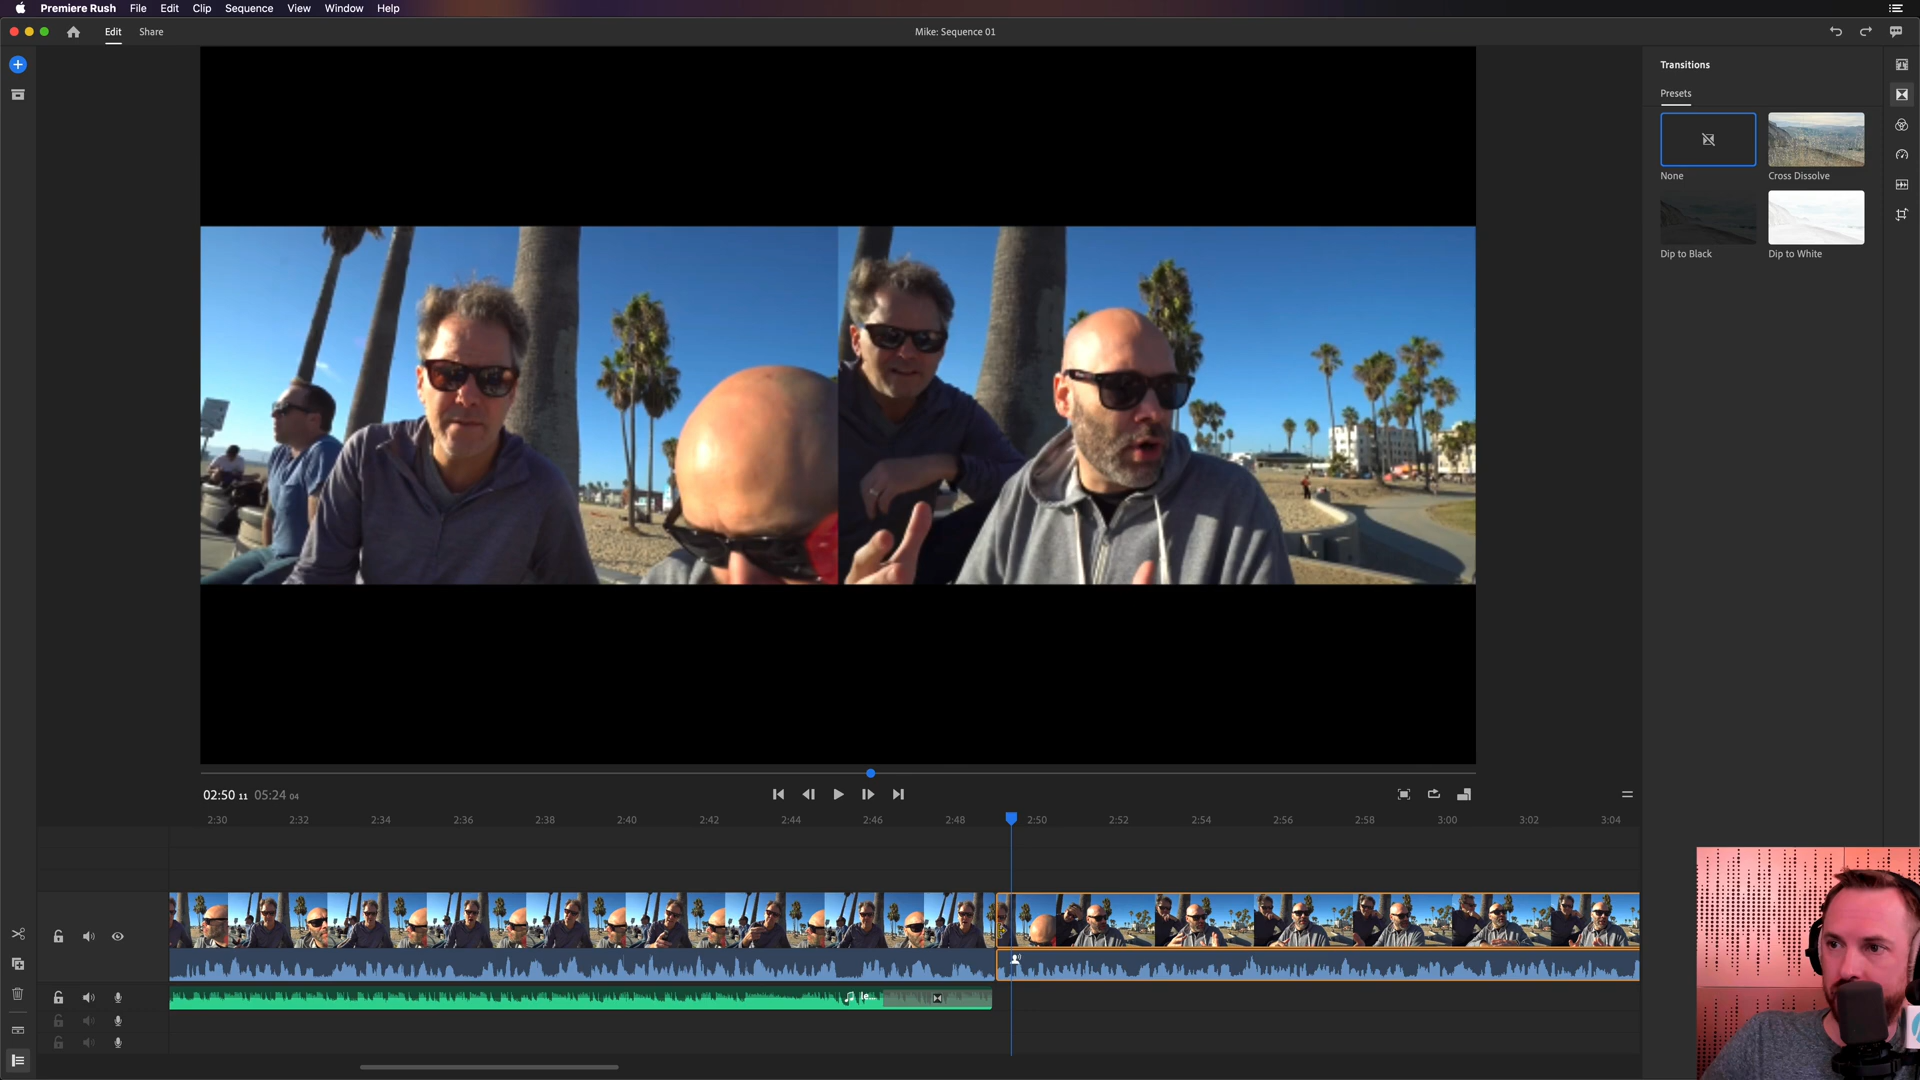 Premiere Rush File Edit Clip Sequence View Window Help
Edit Share Mike: Sequence 01
Transitions
Presets
None Cross Dissolve
Dip to Black Dip to White
02:50 11 05:24 04
2:30 2:32 2:34 2:36 2:38 2:40 2:42 2:44 2:46 2:48 2:50 2:52 2:54 2:56 2:58 3:00 3:02 3:04
le...